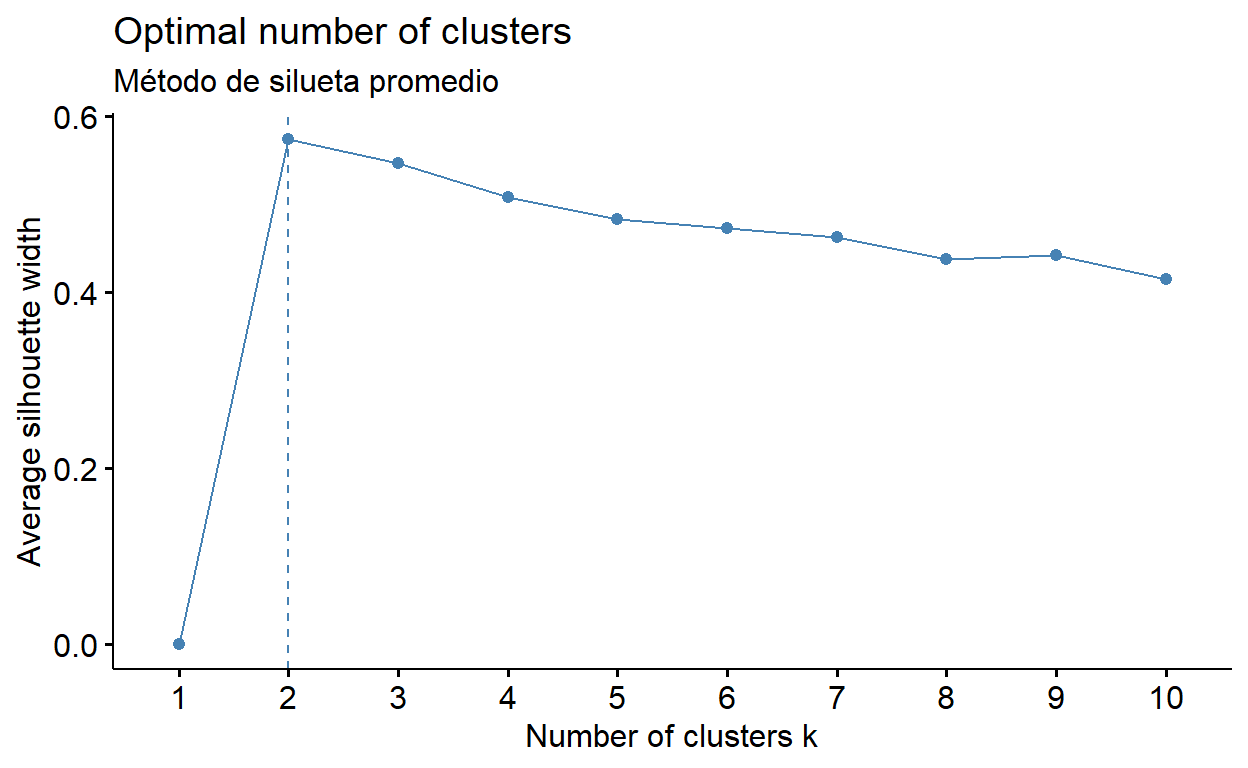 Optimal number of clusters
Método de silueta promedio
Average silhouette width
0.6
0.4
0.2
0.0
1 2 3 4 5 6 7 8 9 10
Number of clusters k